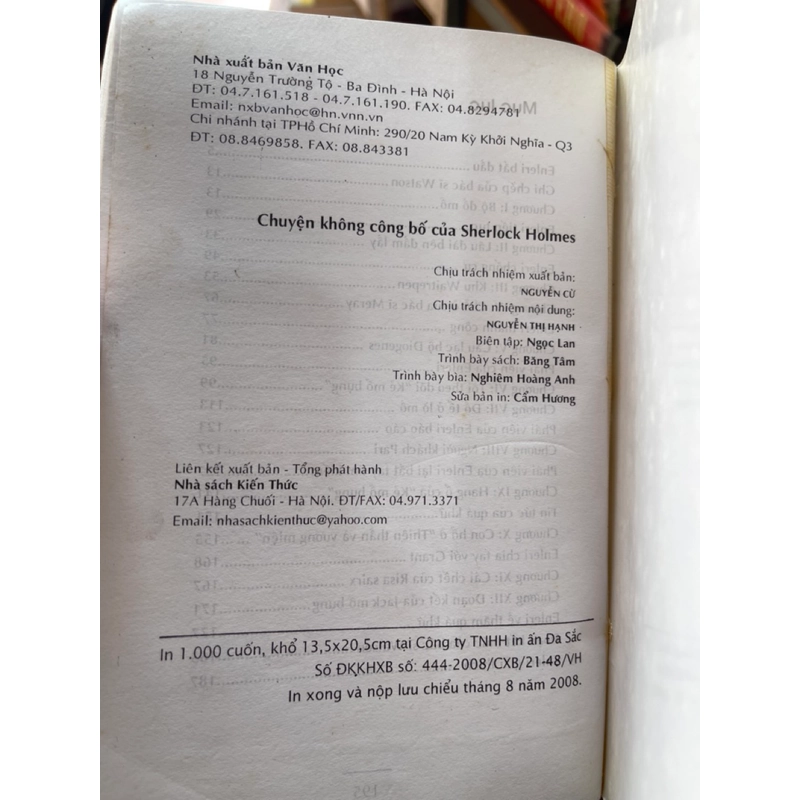 Nhà xuất bản Văn Học
18 Nguyễn Trường Tộ - Ba Đình - Hà Nội
ĐT: 04.7.161.518 - 04.7.161.190. FAX: 04.8294781
Email: nxbvanhoc@hn.vnn.vn
Chi nhánh tại TPHồ Chí Minh: 290/20 Nam Kỳ Khởi Nghĩa - Q3
ĐT: 08.8469858. FAX: 08.843381
Chuyện không công bố của Sherlock Holmes
Chịu trách nhiệm xuất bản:
NGUYỄN CỪ
Chịu trách nhiệm nội dung:
NGUYỄN THỊ HẠNH
Biên tập: Ngọc Lan
Trình bày sách: Băng Tâm
Trình bày bìa: Nghiêm Hoàng Anh
Sửa bản in: Cẩm Hương
Liên kết xuất bản - Tổng phát hành
Nhà sách Kiến Thức
17A Hàng Chuối - Hà Nội. ĐT/FAX: 04.971.3371
Email: nhasachkienthuc@yahoo.com
In 1.000 cuốn, khổ 13,5x20,5cm tại Công ty TNHH in ấn Đa Sắc
Số ĐKKHXB số: 444-2008/CXB/21-48/VH
In xong và nộp lưu chiểu tháng 8 năm 2008.